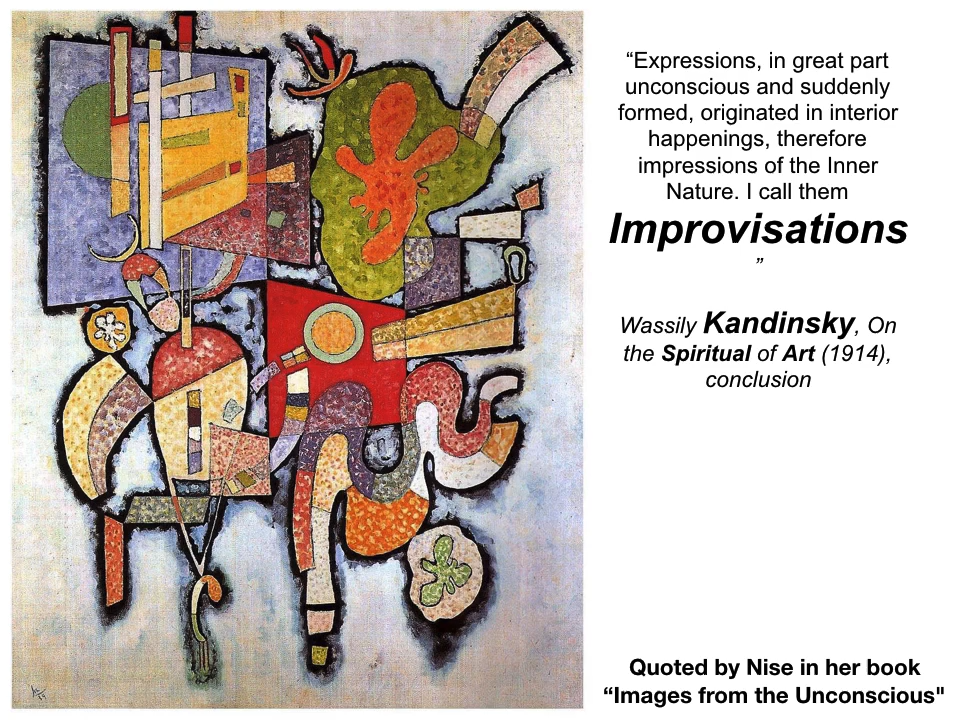 “Expressions, in great part
unconscious and suddenly
formed, originated in interior
happenings, therefore
impressions of the Inner
Nature. I call them
Improvisations
”
Wassily Kandinsky, On
the Spiritual of Art (1914),
conclusion
Quoted by Nise in her book
“Images from the Unconscious"